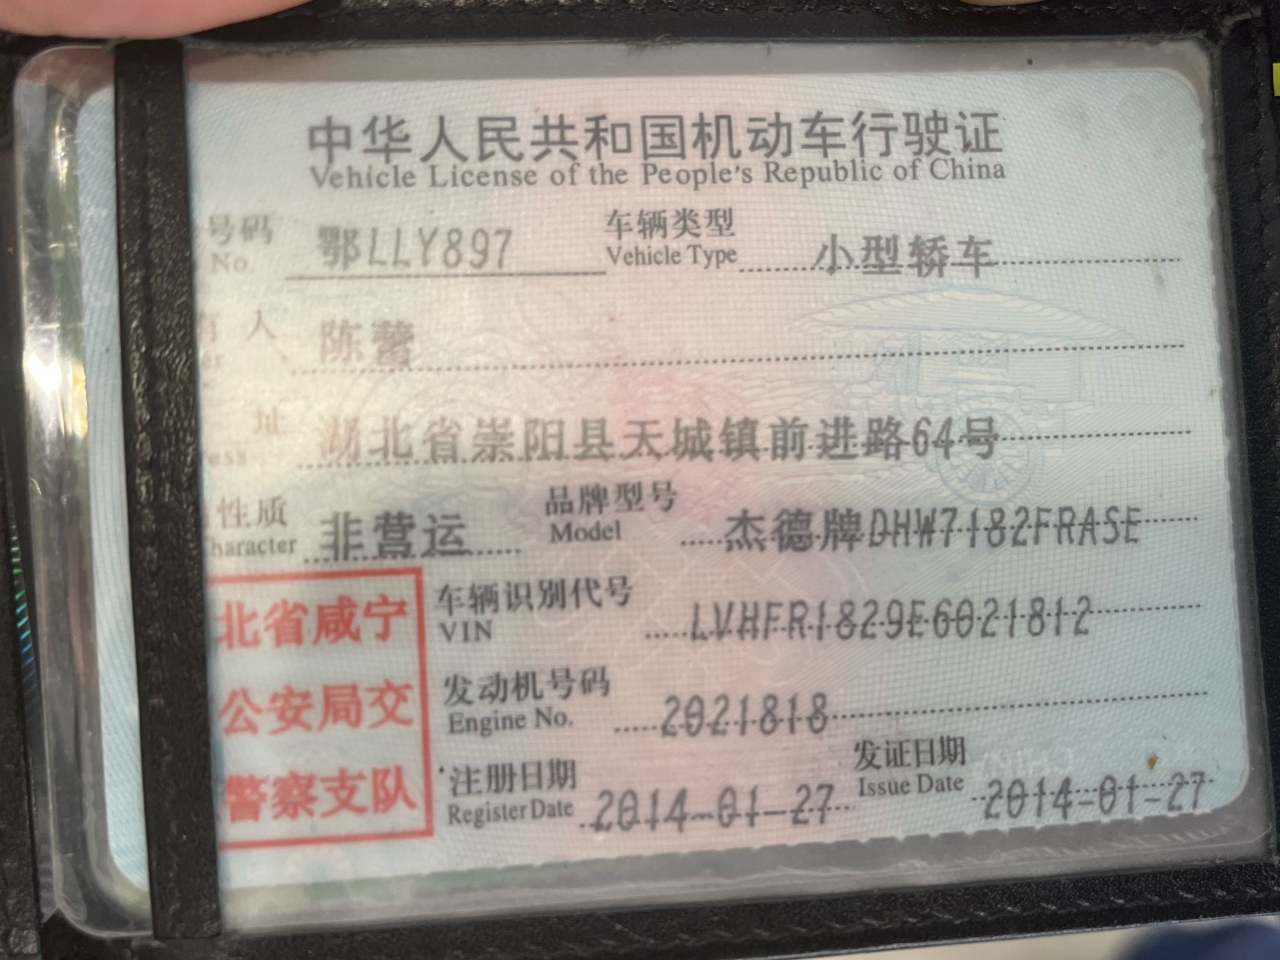 中华人民共和国机动车行驶证
Vehicle License of the People's Republic of China
号码 鄂LLY897 车辆类型 小型轿车
No. Vehicle Type
人 陈
址 湖北省崇阳县天城镇前进路64号
性质 非营运 品牌型号 杰德牌DHW7182FRASE
haracter Model
北省咸宁
公安局交
警察支队
车辆识别代号 LVHFR1829E6021812
VIN
发动机号码 2021818
Engine No.
注册日期 2014-01-27 发证日期 2014-01-27
Register Date Issue Date